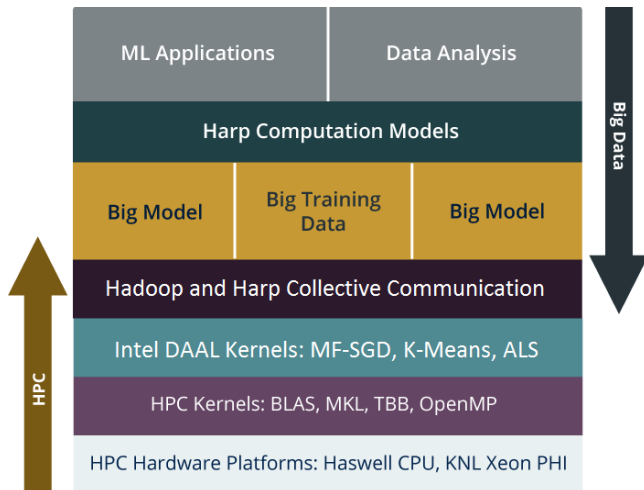 ML Applications
Data Analysis
Harp Computation Models
Big Model
Big Training
Data
Big Model
Hadoop and Harp Collective Communication
Intel DAAL Kernels: MF-SGD, K-Means, ALS
HPC Kernels: BLAS, MKL, TBB, OpenMP
HPC Hardware Platforms: Haswell CPU, KNL Xeon PHI
HPC
Big Data